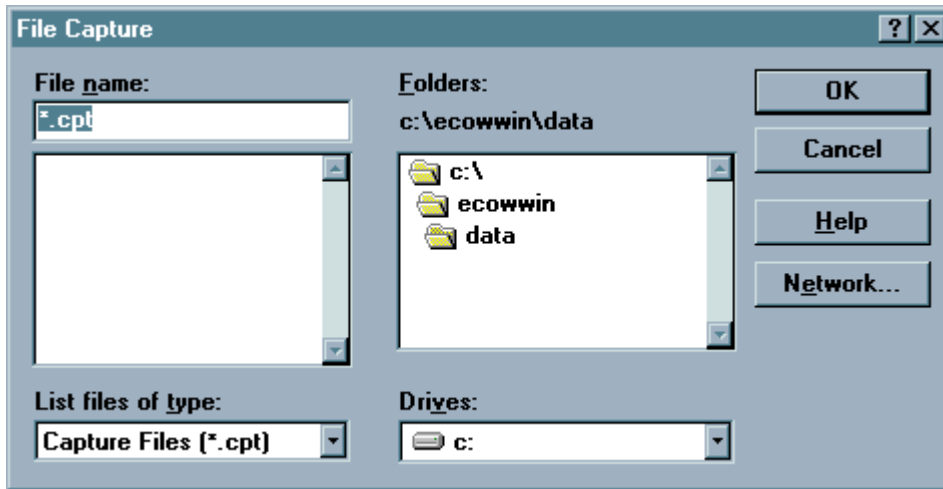 File Capture
File name:
*.cpt
Folders:
c:\ecowwin\data
c:\
ecowwin
data
OK
Cancel
Help
Network...
List files of type:
Capture Files (*.cpt)
Drives:
c: